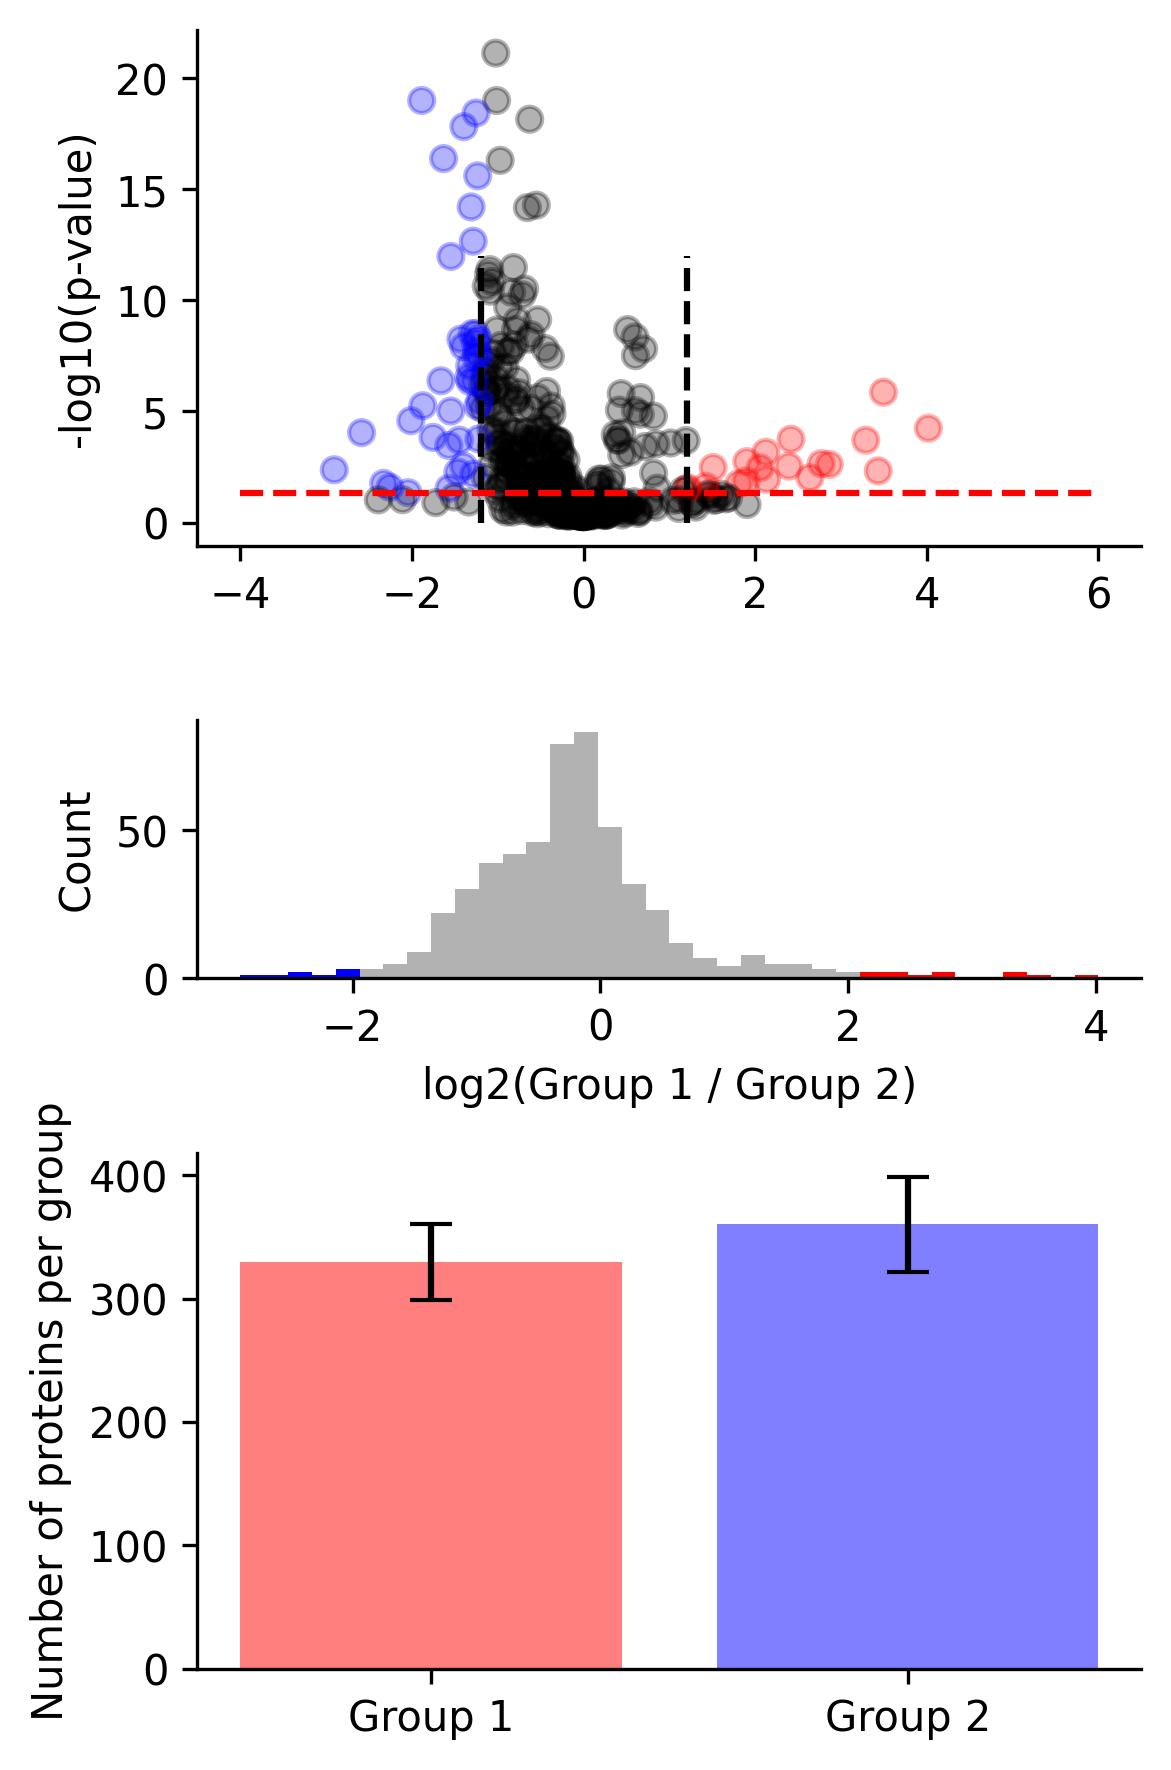 -log10(p-value)
20
15
10
5
0
−4 −2 0 2 4 6
Count
50
0
−2 0 2 4
log2(Group 1 / Group 2)
Number of proteins per group
400
300
200
100
0
Group 1 Group 2